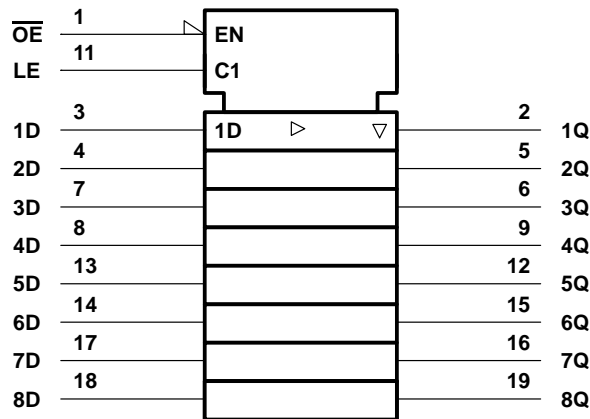 1
O̅E̅ EN
11
LE C1
3 2
1D 1D 1Q
4 5
2D 2Q
7 6
3D 3Q
8 9
4D 4Q
13 12
5D 5Q
14 15
6D 6Q
17 16
7D 7Q
18 19
8D 8Q